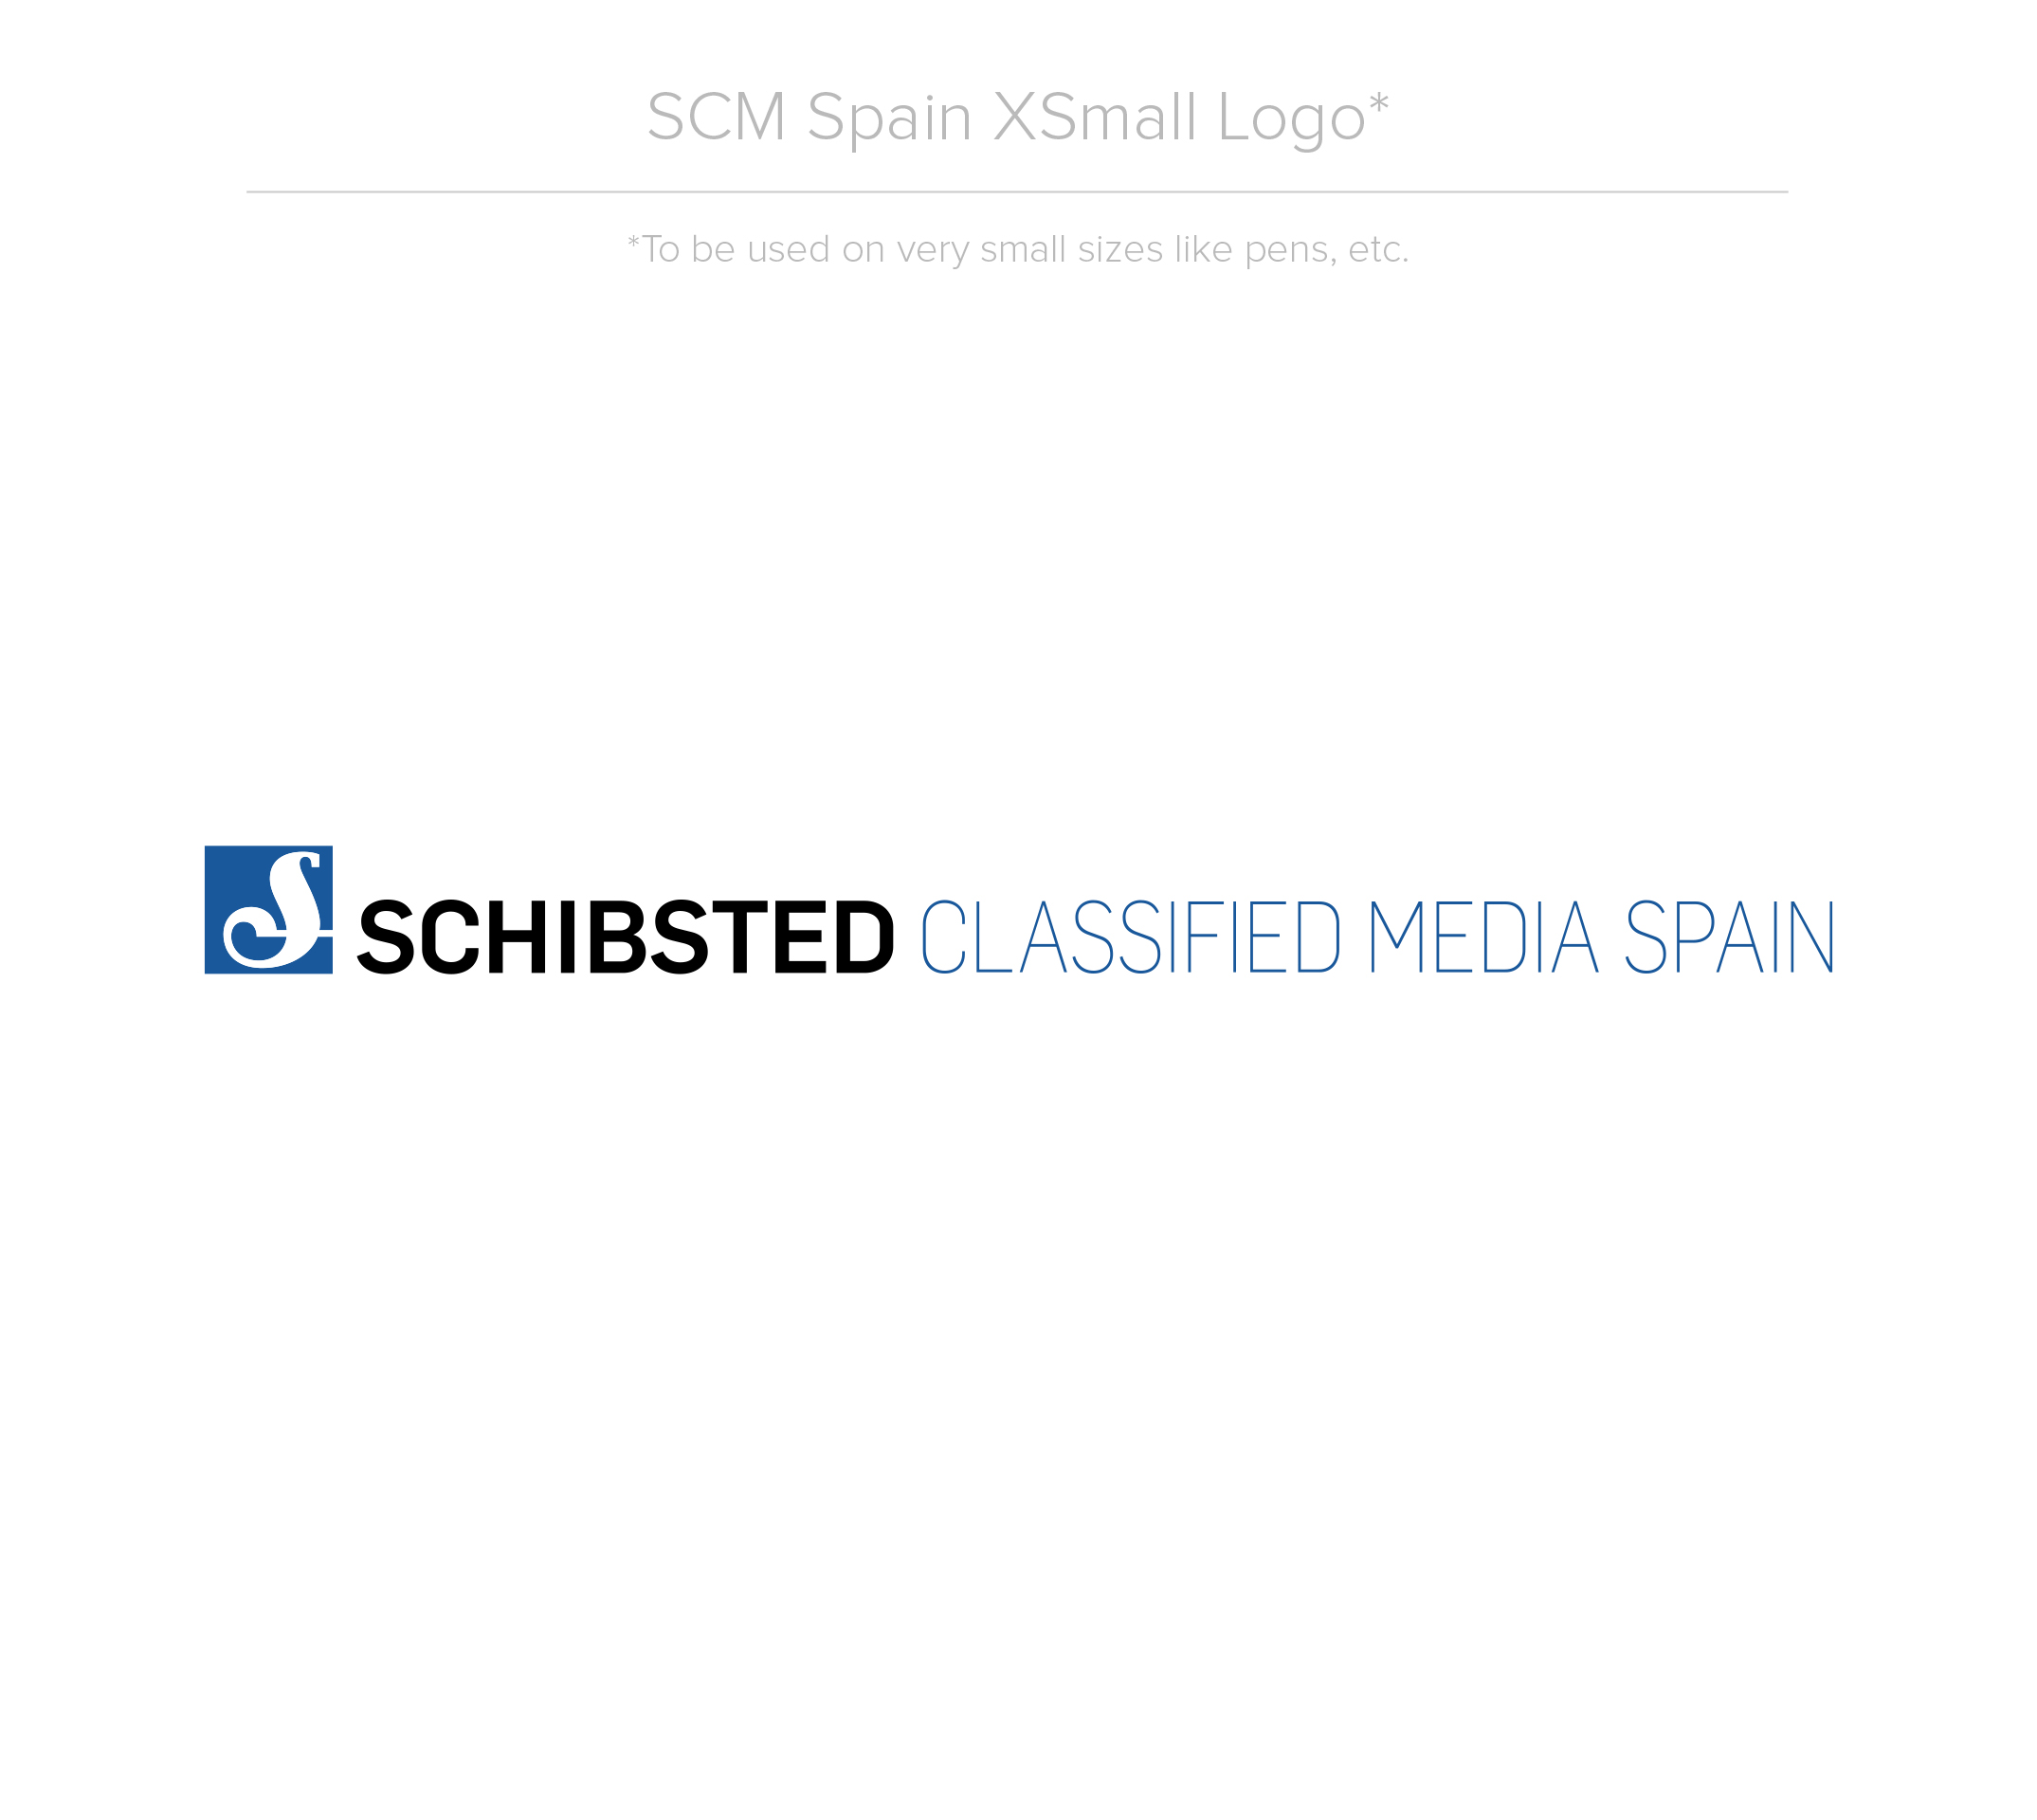 SCM Spain XSmall Logo*
*To be used on very small sizes like pens, etc.
S SCHIBSTED CLASSIFIED MEDIA SPAIN